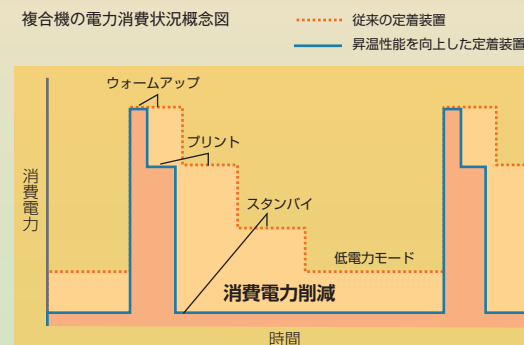 複合機の電力消費状況概念図
従来の定着装置
昇温性能を向上した定着装置
ウォームアップ
プリント
スタンバイ
低電力モード
消費電力
消費電力削減
時間